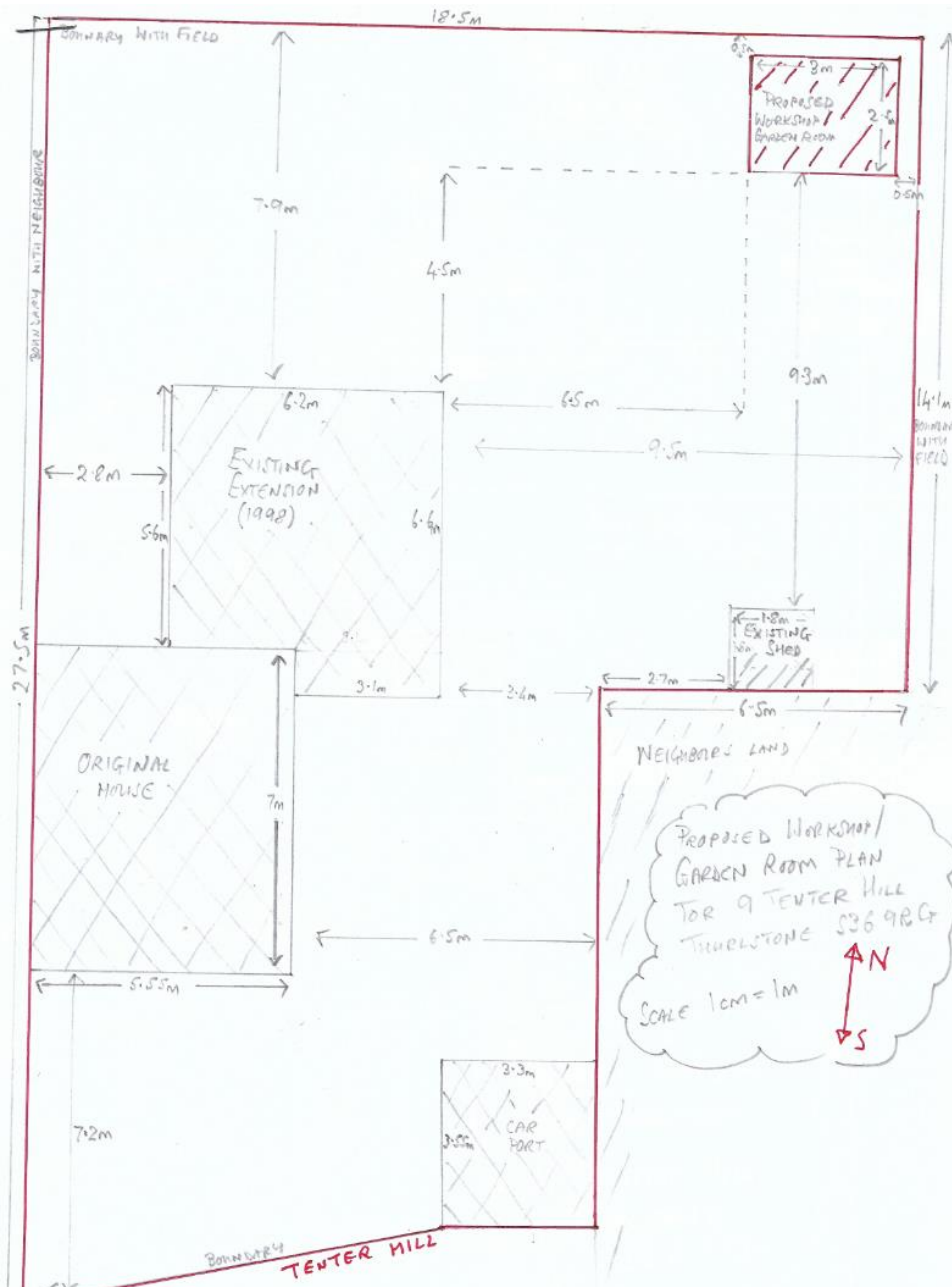 18.5m
BOUNARY WITH FIELD
0.5m
3m
PROPOSED
WORKSHOP/
GARDEN ROOM
2.5m
0.5m
BOUNDARY WITH NEIGHBOUR
7.9m
4.5m
9.3m
6.2m
6.5m
14.1m
BOUNDARY
WITH
FIELD
9.5m
2.8m
EXISTING
EXTENSION
(1998)
6.6m
5.6m
1.8m
EXISTING
SHED
27.5m
3.1m
3.4m
2.7m
6.5m
NEIGHBOURS LAND
ORIGINAL
HOUSE
7m
PROPOSED WORKSHOP/
GARDEN ROOM PLAN
FOR 9 TENTER HILL
THURLSTONE S36 9RG
N
SCALE 1cm = 1m
S
6.5m
5.55m
3.3m
7.2m
3.55m
CAR
PORT
BOUNDARY
TENTER HILL